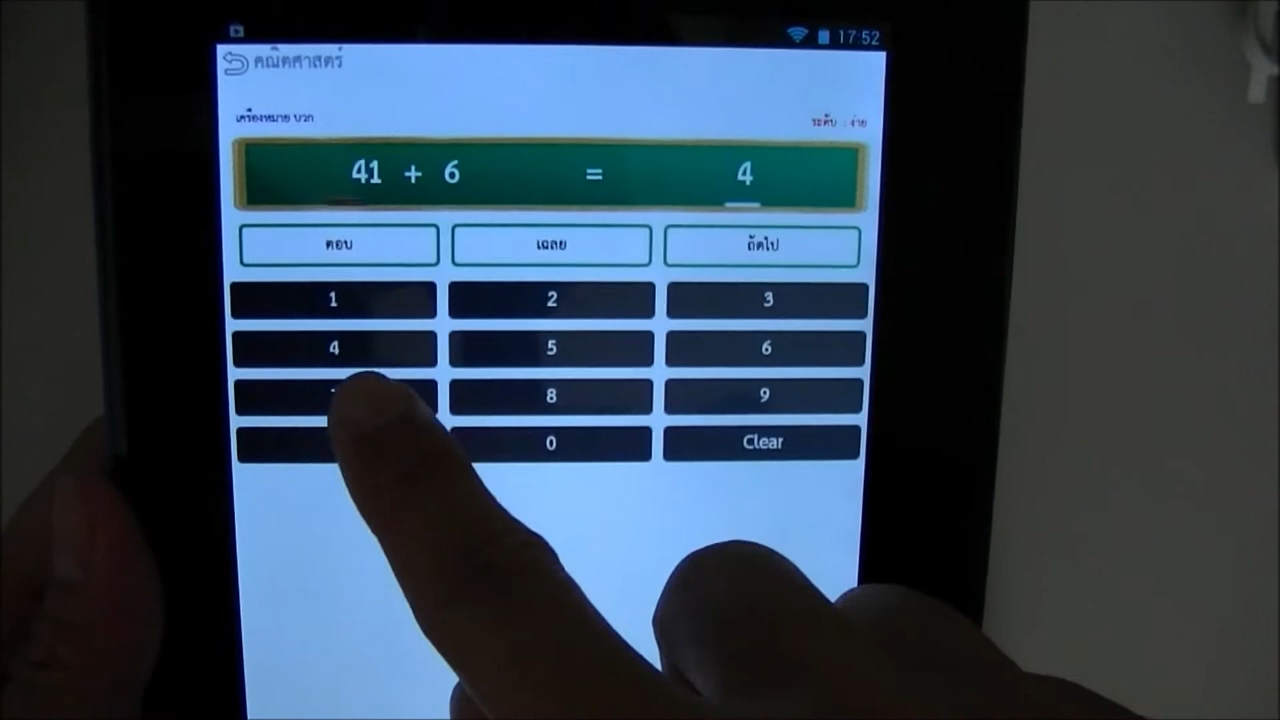 17:52
คณิตศาสตร์
เครื่องหมาย บวก
ระดับ : ง่าย
41 + 6 = 4
ตอบ เฉลย ถัดไป
1 2 3
4 5 6
8 9
0 Clear